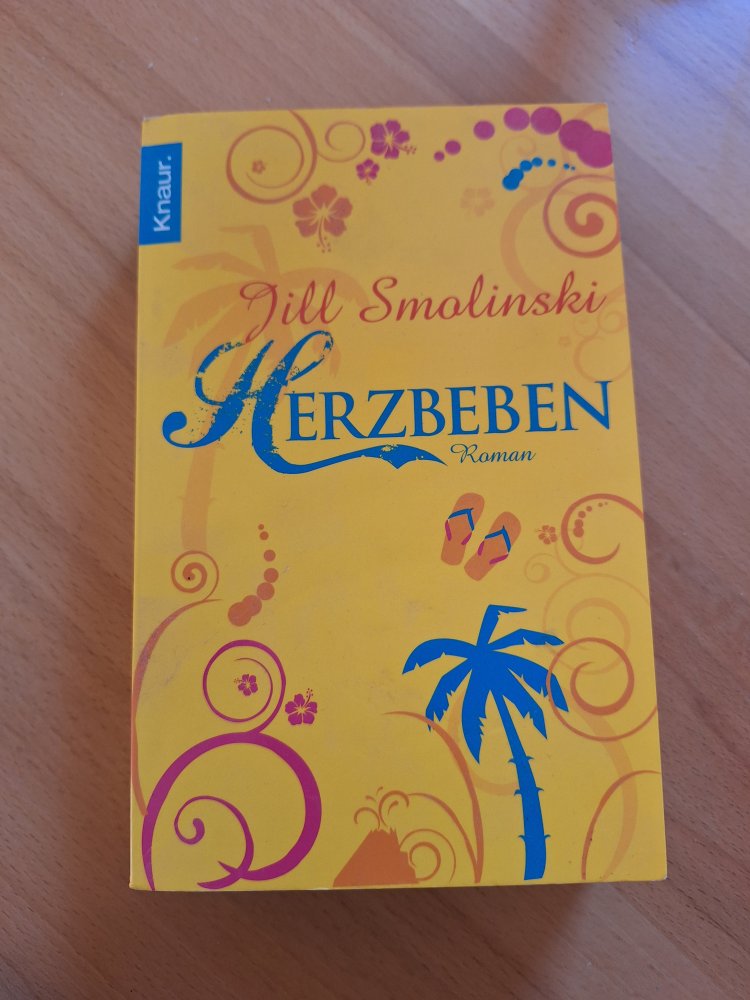 Knaur.
Jill Smolinski
HERZBEBEN
Roman